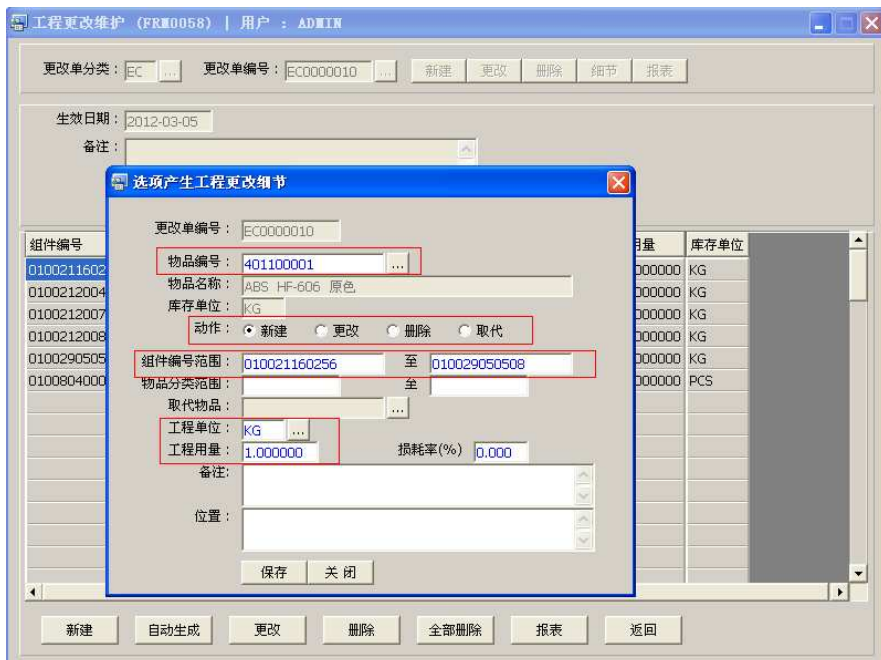 工程更改维护 (FRM0058) | 用户 : ADMIN
更改单分类： EC ... 更改单编号： EC0000010 ... 新建 更改 删除 细节 报表
生效日期： 2012-03-05
备注：
选项产生工程更改细节
更改单编号： EC0000010
物品编号： 401100001 ...
物品名称： ABS HF-606 原色
库存单位： KG
动作： 新建 更改 删除 取代
组件编号范围： 010021160256 至 010029050508
物品分类范围： 至
取代物品： ...
工程单位： KG ...
工程用量： 1.000000 损耗率(%) 0.000
备注:
位置：
保存 关 闭
组件编号 用量 库存单位
0100211602 000000 KG
0100212004 000000 KG
0100212007 000000 KG
0100212008 000000 KG
0100290505 000000 KG
0100804000 000000 PCS
新建 自动生成 更改 删除 全部删除 报表 返回